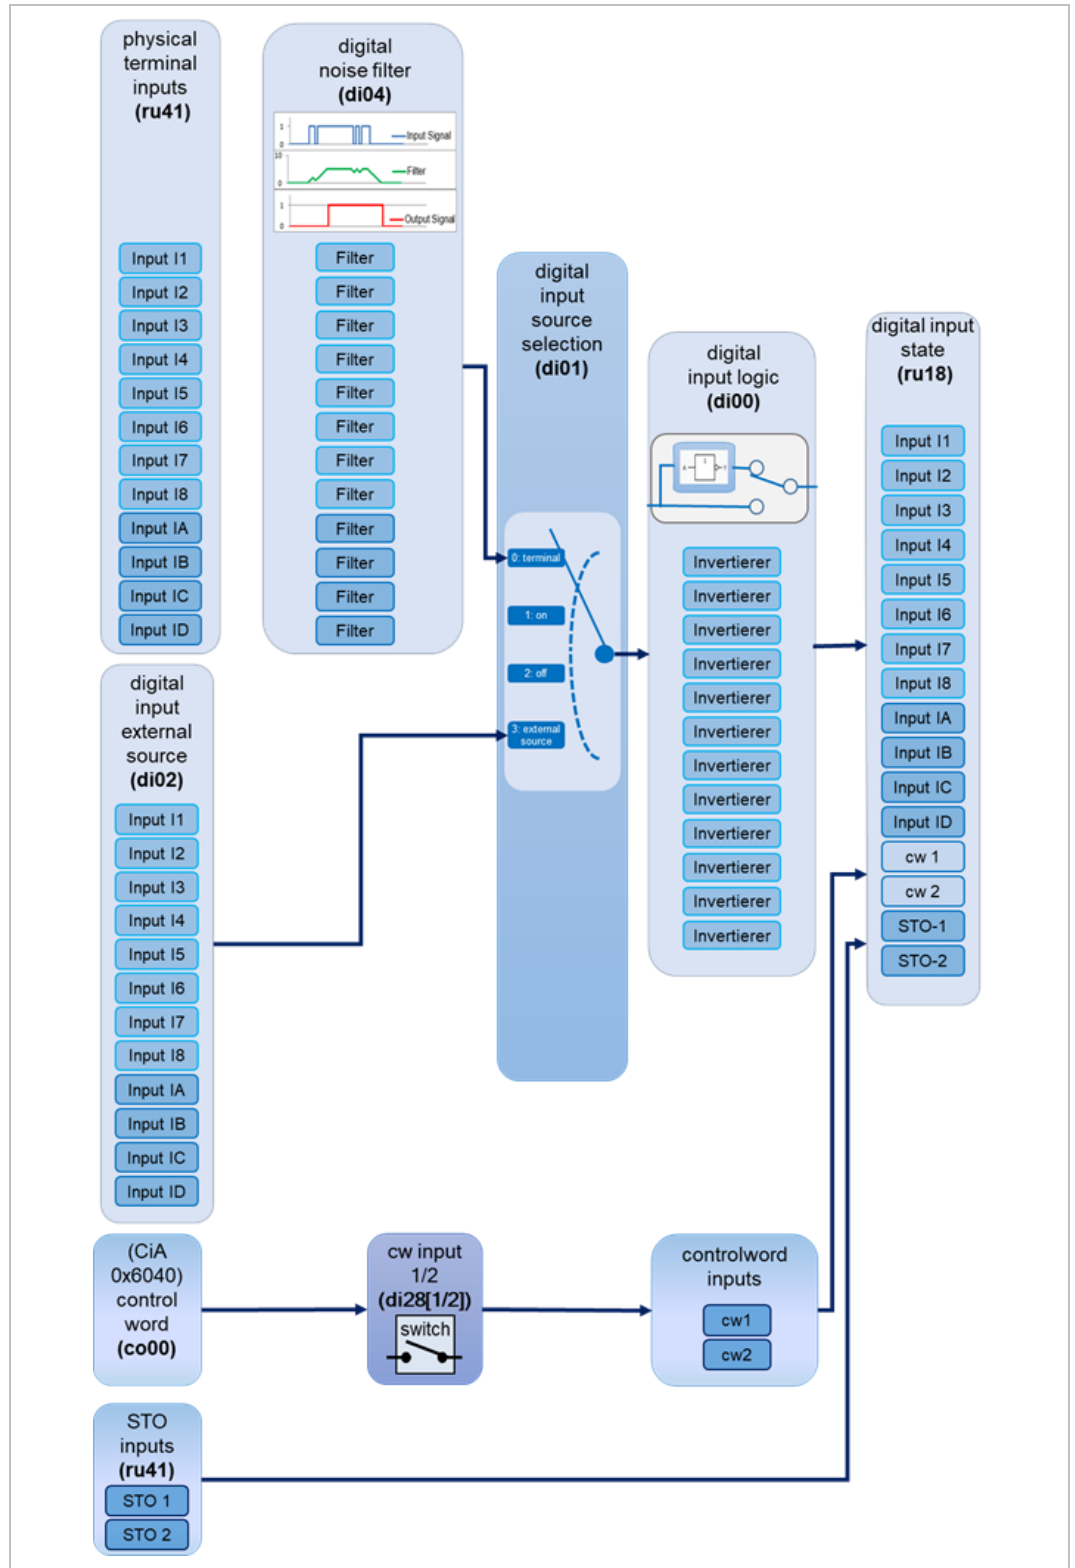 physical
terminal
inputs
(ru41)
Input I1
Input I2
Input I3
Input I4
Input I5
Input I6
Input I7
Input I8
Input IA
Input IB
Input IC
Input ID
digital
noise filter
(di04)
1
0
Input Signal
10
0
Filter
1
0
Output Signal
Filter
Filter
Filter
Filter
Filter
Filter
Filter
Filter
Filter
Filter
Filter
Filter
digital
input
source
selection
(di01)
0: terminal
1: on
2: off
3: external
source
digital
input logic
(di00)
A
1
Y
Invertierer
Invertierer
Invertierer
Invertierer
Invertierer
Invertierer
Invertierer
Invertierer
Invertierer
Invertierer
Invertierer
Invertierer
digital input
state
(ru18)
Input I1
Input I2
Input I3
Input I4
Input I5
Input I6
Input I7
Input I8
Input IA
Input IB
Input IC
Input ID
cw 1
cw 2
STO-1
STO-2
digital
input
external
source
(di02)
Input I1
Input I2
Input I3
Input I4
Input I5
Input I6
Input I7
Input I8
Input IA
Input IB
Input IC
Input ID
(CiA
0x6040)
control
word
(co00)
cw input
1/2
(di28[1/2])
switch
controlword
inputs
cw1
cw2
STO
inputs
(ru41)
STO 1
STO 2